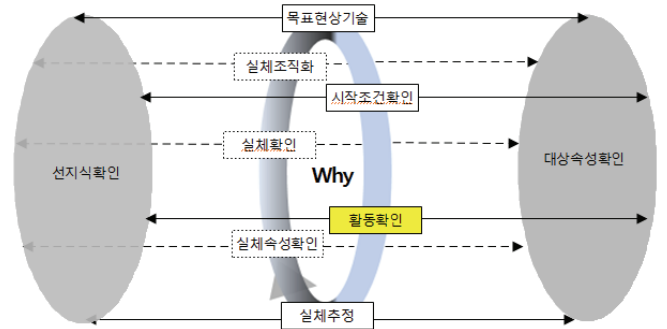 목표현상기술
실체조직화
시작조건확인
실체확인
선지식확인
Why
대상속성확인
활동확인
실체속성확인
실체추정